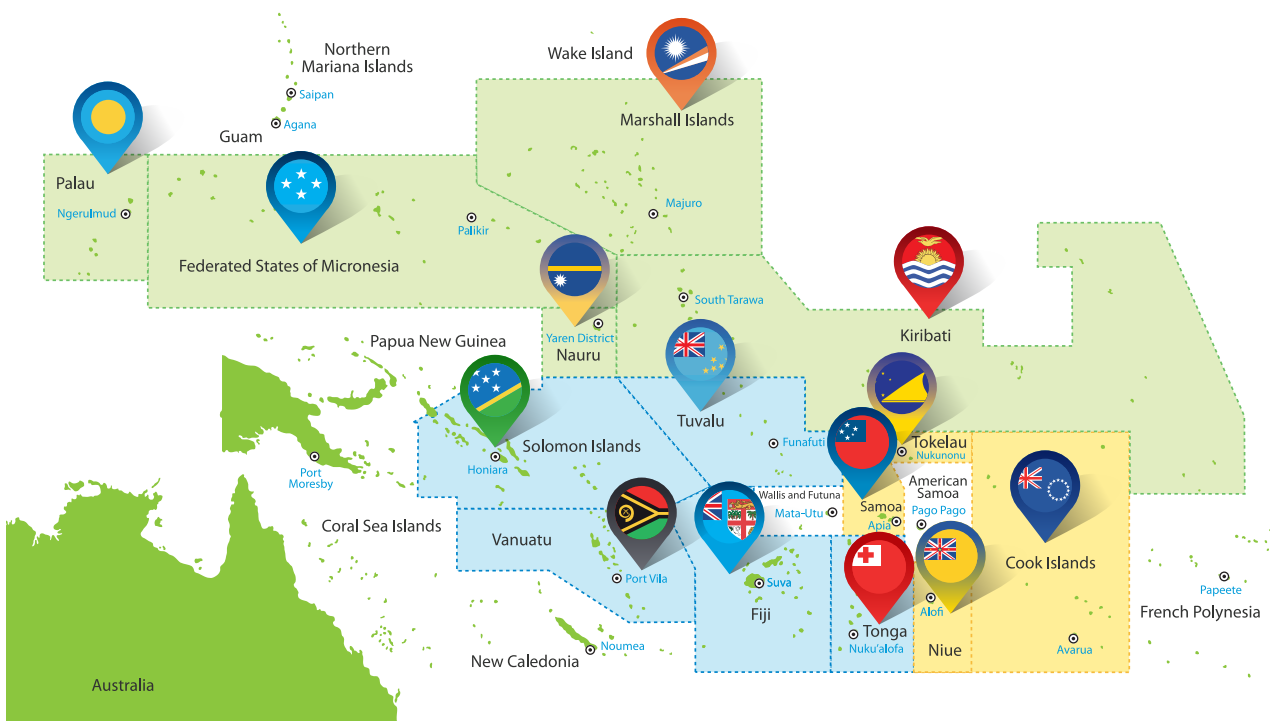 Northern
Mariana Islands
Wake Island
Saipan
Marshall Islands
Agana
Guam
Palau
Ngerulmud
Majuro
Palikir
Federated States of Micronesia
South Tarawa
Yaren District
Kiribati
Papua New Guinea
Nauru
Tuvalu
Solomon Islands
Funafuti
Tokelau
Nukunonu
Honiara
Port
Moresby
American
Samoa
Wallis and Futuna
Mata-Utu
Samoa
Apia
Pago Pago
Coral Sea Islands
Vanuatu
Cook Islands
Port Vila
Suva
Papeete
Fiji
Alofi
French Polynesia
Tonga
Nuku'alofa
Niue
Avarua
Noumea
New Caledonia
Australia